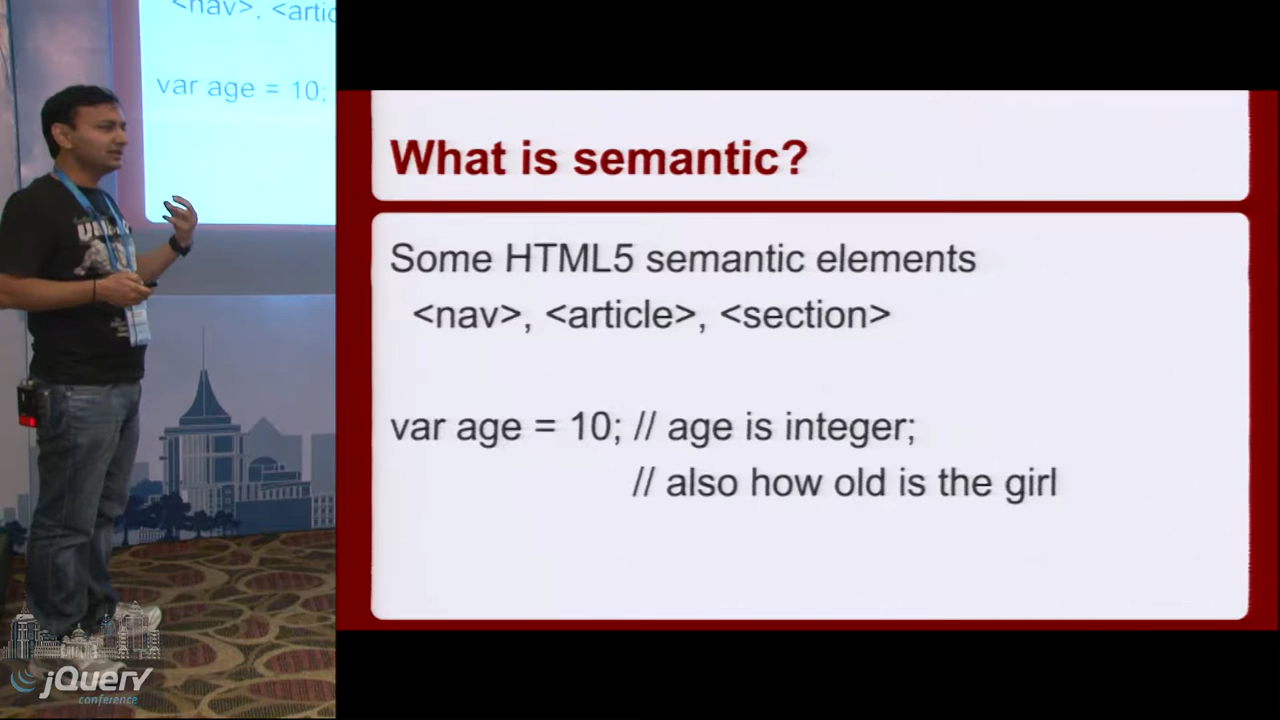 <nav>, <artic
var age = 10;
What is semantic?
Some HTML5 semantic elements
<nav>, <article>, <section>
var age = 10; // age is integer;
// also how old is the girl
jQuery
conference